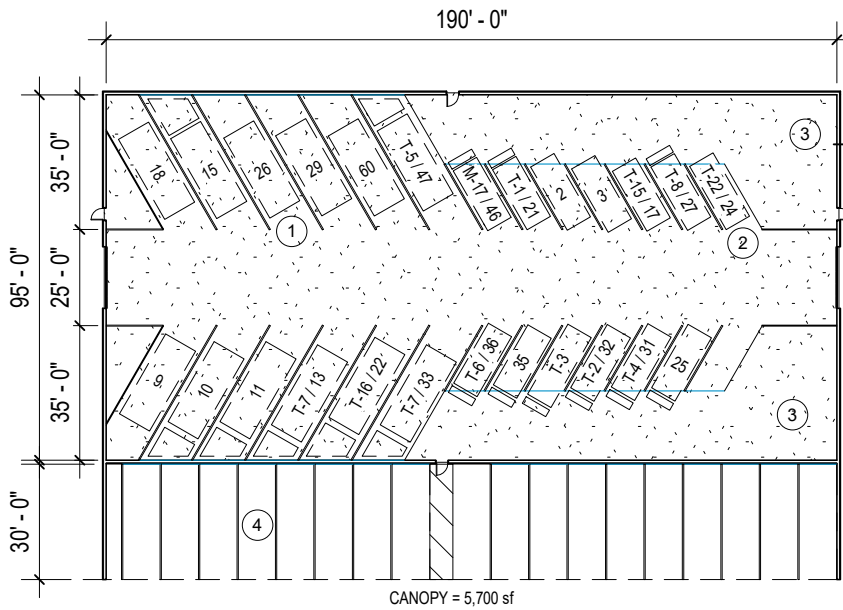 190' - 0"
95' - 0"
35' - 0"
25' - 0"
35' - 0"
30' - 0"
18
15
26
29
60
T-5 / 47
M-17 / 46
T-1 / 21
2
3
T-15 / 17
T-8 / 27
T-22 / 24
3
1
2
9
10
11
T-7 / 13
T-16 / 22
T-7 / 33
T-6 / 36
35
T-3
T-2 / 32
T-4 / 31
25
3
4
CANOPY = 5,700 sf